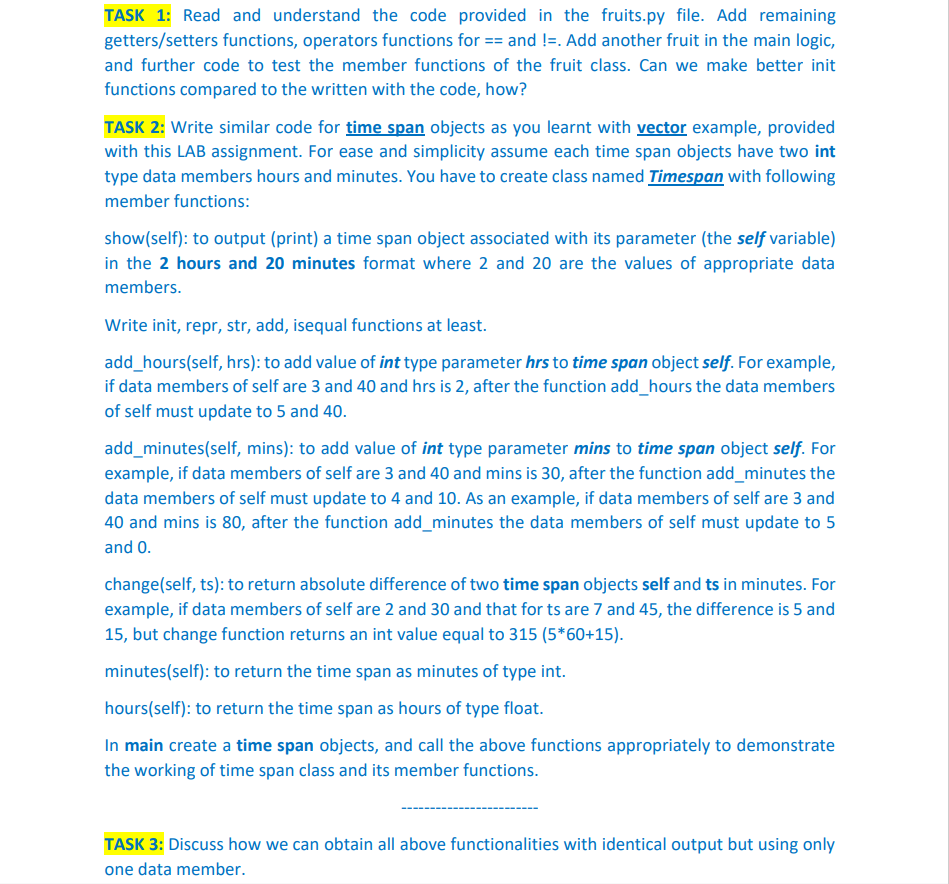 TASK 1: Read and understand the code provided in the fruits.py file. Add remaining
getters/setters functions, operators functions for == and !=. Add another fruit in the main logic,
and further code to test the member functions of the fruit class. Can we make better init
functions compared to the written with the code, how?
TASK 2: Write similar code for time span objects as you learnt with vector example, provided
with this LAB assignment. For ease and simplicity assume each time span objects have two int
type data members hours and minutes. You have to create class named Timespan with following
member functions:
show(self): to output (print) a time span object associated with its parameter (the self variable)
in the 2 hours and 20 minutes format where 2 and 20 are the values of appropriate data
members.
Write init, repr, str, add, isequal functions at least.
add_hours(self, hrs): to add value of int type parameter hrs to time span object self. For example,
if data members of self are 3 and 40 and hrs is 2, after the function add_hours the data members
of self must update to 5 and 40.
add_minutes(self, mins): to add value of int type parameter mins to time span object self. For
example, if data members of self are 3 and 40 and mins is 30, after the function add_minutes the
data members of self must update to 4 and 10. As an example, if data members of self are 3 and
40 and mins is 80, after the function add_minutes the data members of self must update to 5
and 0.
change(self, ts): to return absolute difference of two time span objects self and ts in minutes. For
example, if data members of self are 2 and 30 and that for ts are 7 and 45, the difference is 5 and
15, but change function returns an int value equal to 315 (5*60+15).
minutes(self): to return the time span as minutes of type int.
hours(self): to return the time span as hours of type float.
In main create a time span objects, and call the above functions appropriately to demonstrate
the working of time span class and its member functions.
------------------------
TASK 3: Discuss how we can obtain all above functionalities with identical output but using only
one data member.